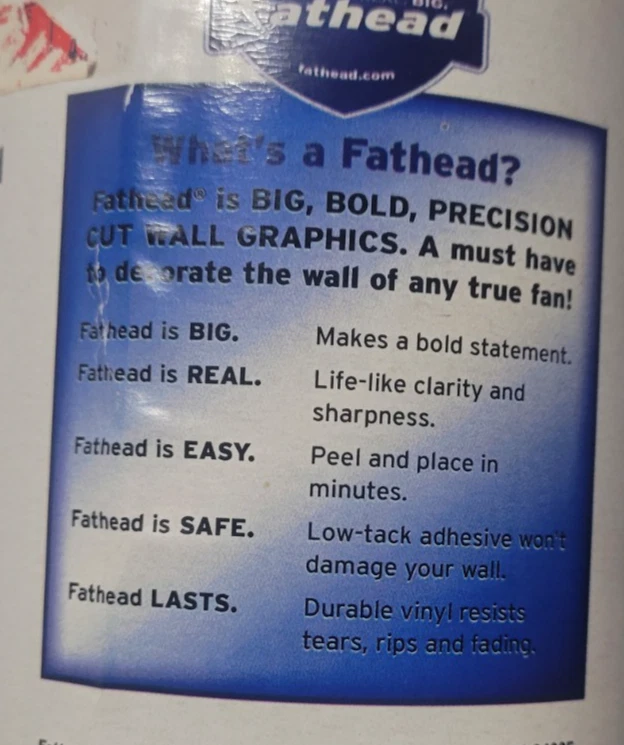 BIG.
Fathead
fathead.com
What's a Fathead?
Fathead® is BIG, BOLD, PRECISION
CUT WALL GRAPHICS. A must have
to decorate the wall of any true fan!
Fathead is BIG. Makes a bold statement.
Fathead is REAL. Life-like clarity and
sharpness.
Fathead is EASY. Peel and place in
minutes.
Fathead is SAFE. Low-tack adhesive won't
damage your wall.
Fathead LASTS. Durable vinyl resists
tears, rips and fading.